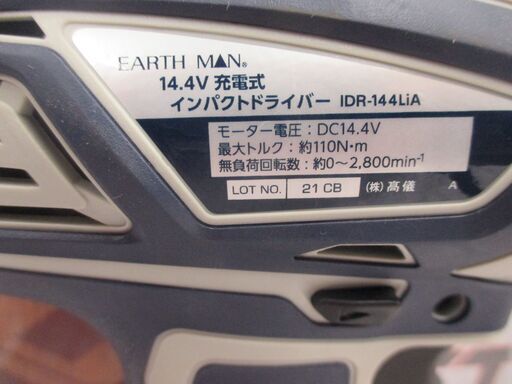 EARTH MAN®
14.4V 充電式
インパクトドライバー IDR-144LiA
モーター電圧：DC14.4V
最大トルク：約110N・m
無負荷回転数：約0～2,800min⁻¹
LOT NO. 21 CB (株)髙儀 A